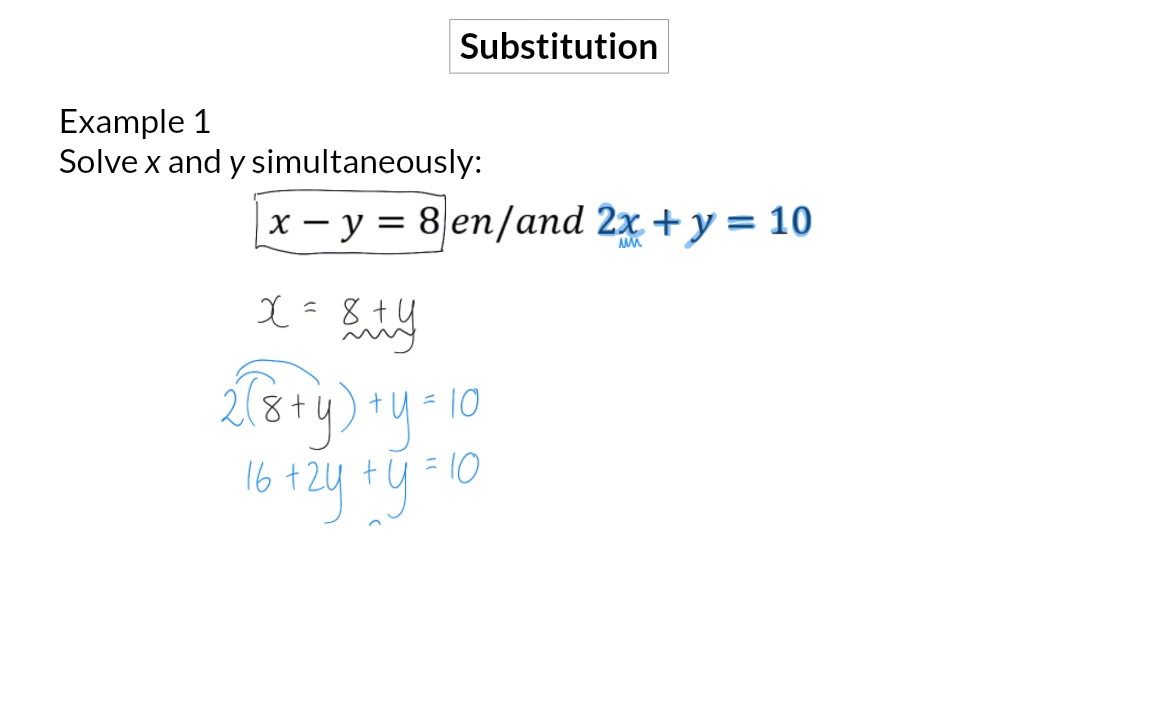 Substitution
Example 1
Solve x and y simultaneously:
x − y = 8 en/and 2x + y = 10
x = 8 + y
2(8 + y) + y = 10
16 + 2y + y = 10